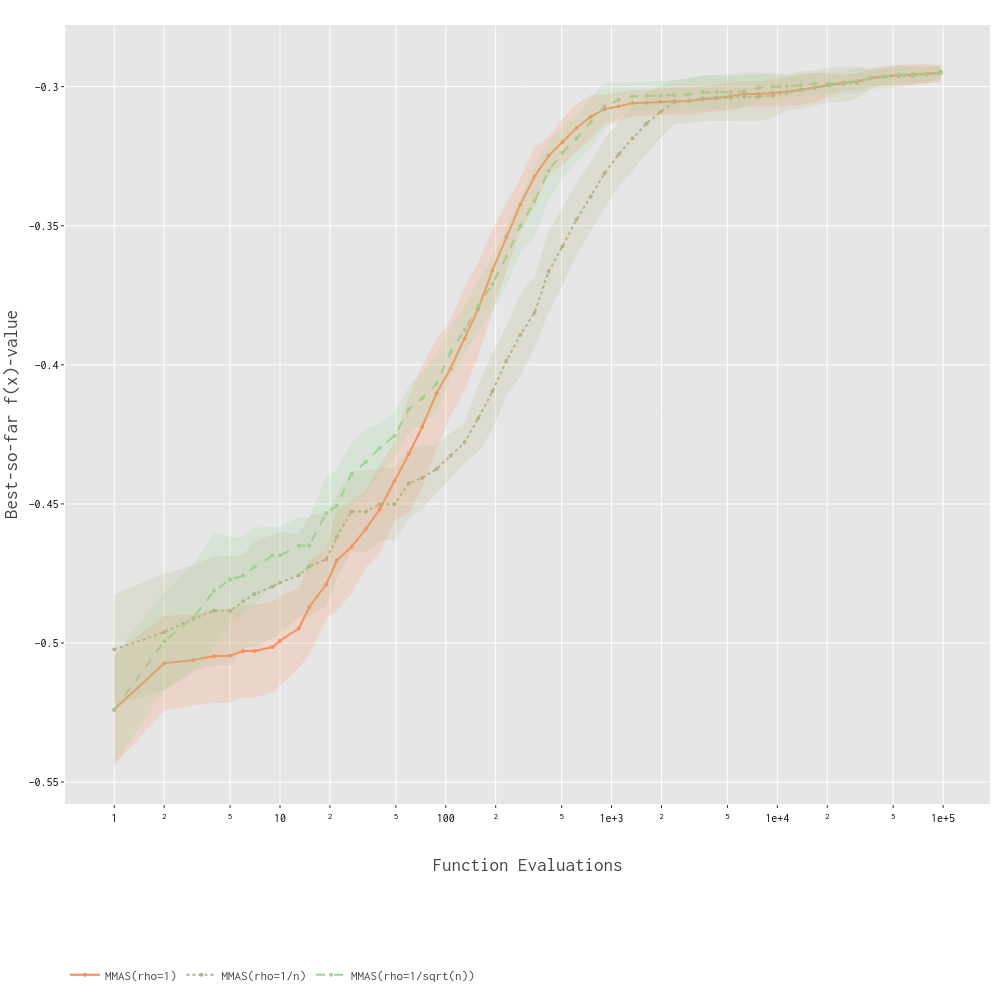 −0.3
−0.35
−0.4
−0.45
−0.5
−0.55
Best-so-far f(x)-value
1 2 5 10 2 5 100 2 5 1e+3 2 5 1e+4 2 5 1e+5
Function Evaluations
MMAS(rho=1) MMAS(rho=1/n) MMAS(rho=1/sqrt(n))